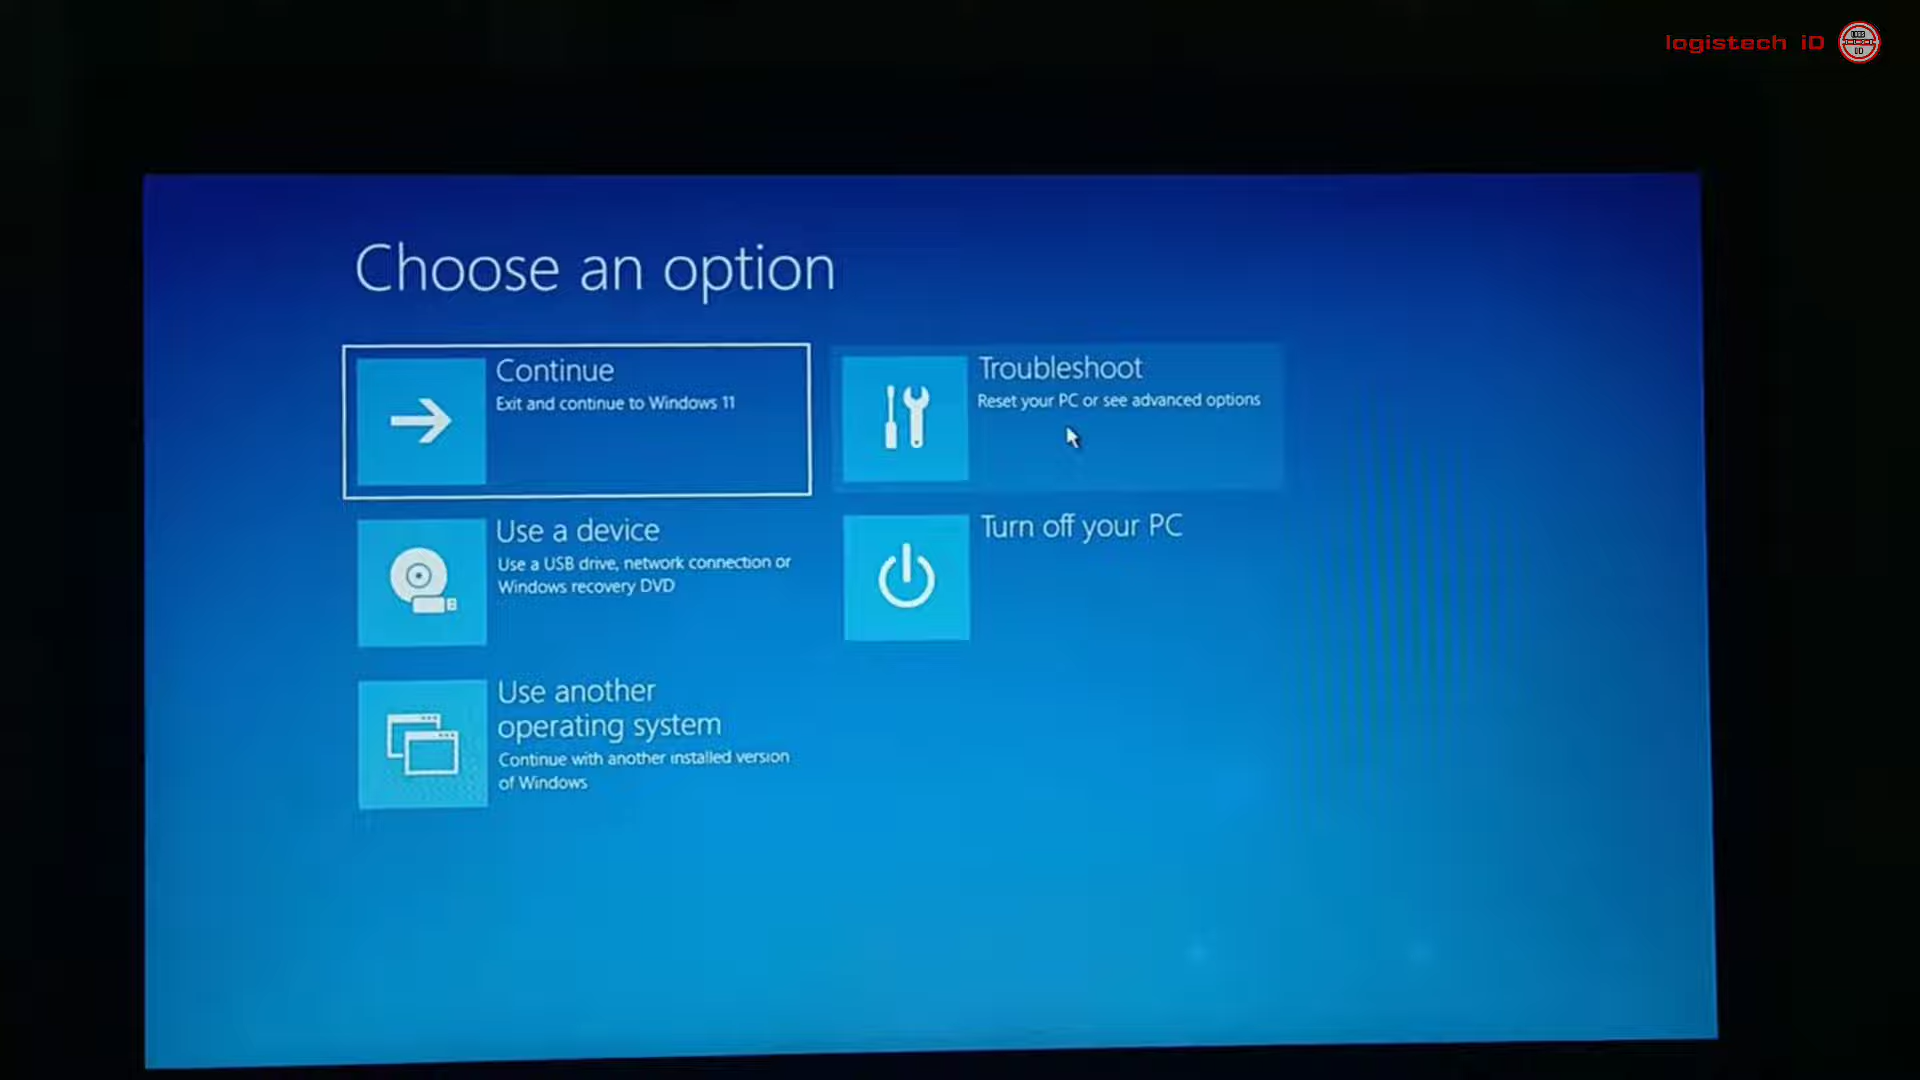 logistech iD
Choose an option
Continue
Exit and continue to Windows 11
Troubleshoot
Reset your PC or see advanced options
Use a device
Use a USB drive, network connection or
Windows recovery DVD
Turn off your PC
Use another
operating system
Continue with another installed version
of Windows